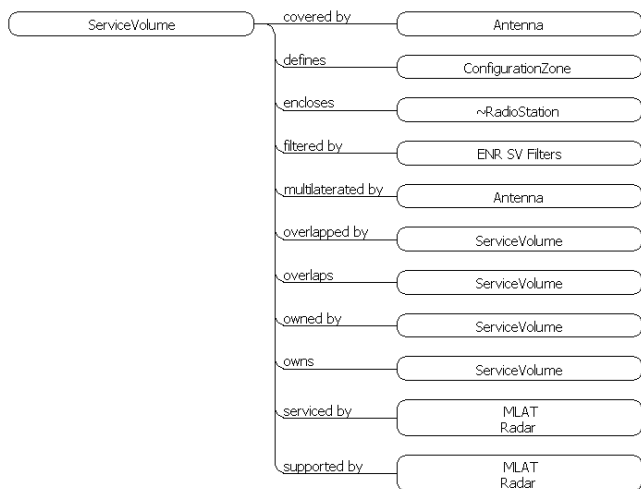 ServiceVolume
covered by
Antenna
defines
ConfigurationZone
encloses
~RadioStation
filtered by
ENR SV Filters
multilaterated by
Antenna
overlapped by
ServiceVolume
overlaps
ServiceVolume
owned by
ServiceVolume
owns
ServiceVolume
serviced by
MLAT
Radar
supported by
MLAT
Radar